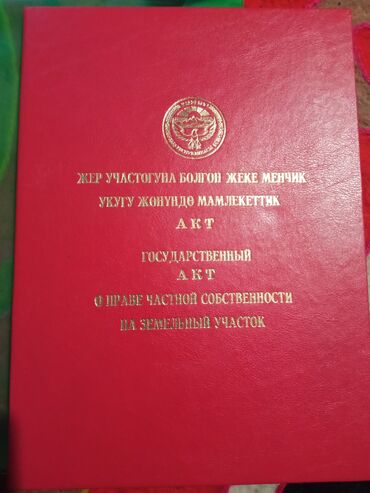 ЖЕР УЧАСТОГУНА БОЛГОН ЖЕКЕ МЕНЧИК
УКУГУ ЖӨНҮНДӨ МАМЛЕКЕТТИК
АКТ
ГОСУДАРСТВЕННЫЙ
АКТ
О ПРАВЕ ЧАСТНОЙ СОБСТВЕННОСТИ
НА ЗЕМЕЛЬНЫЙ УЧАСТОК